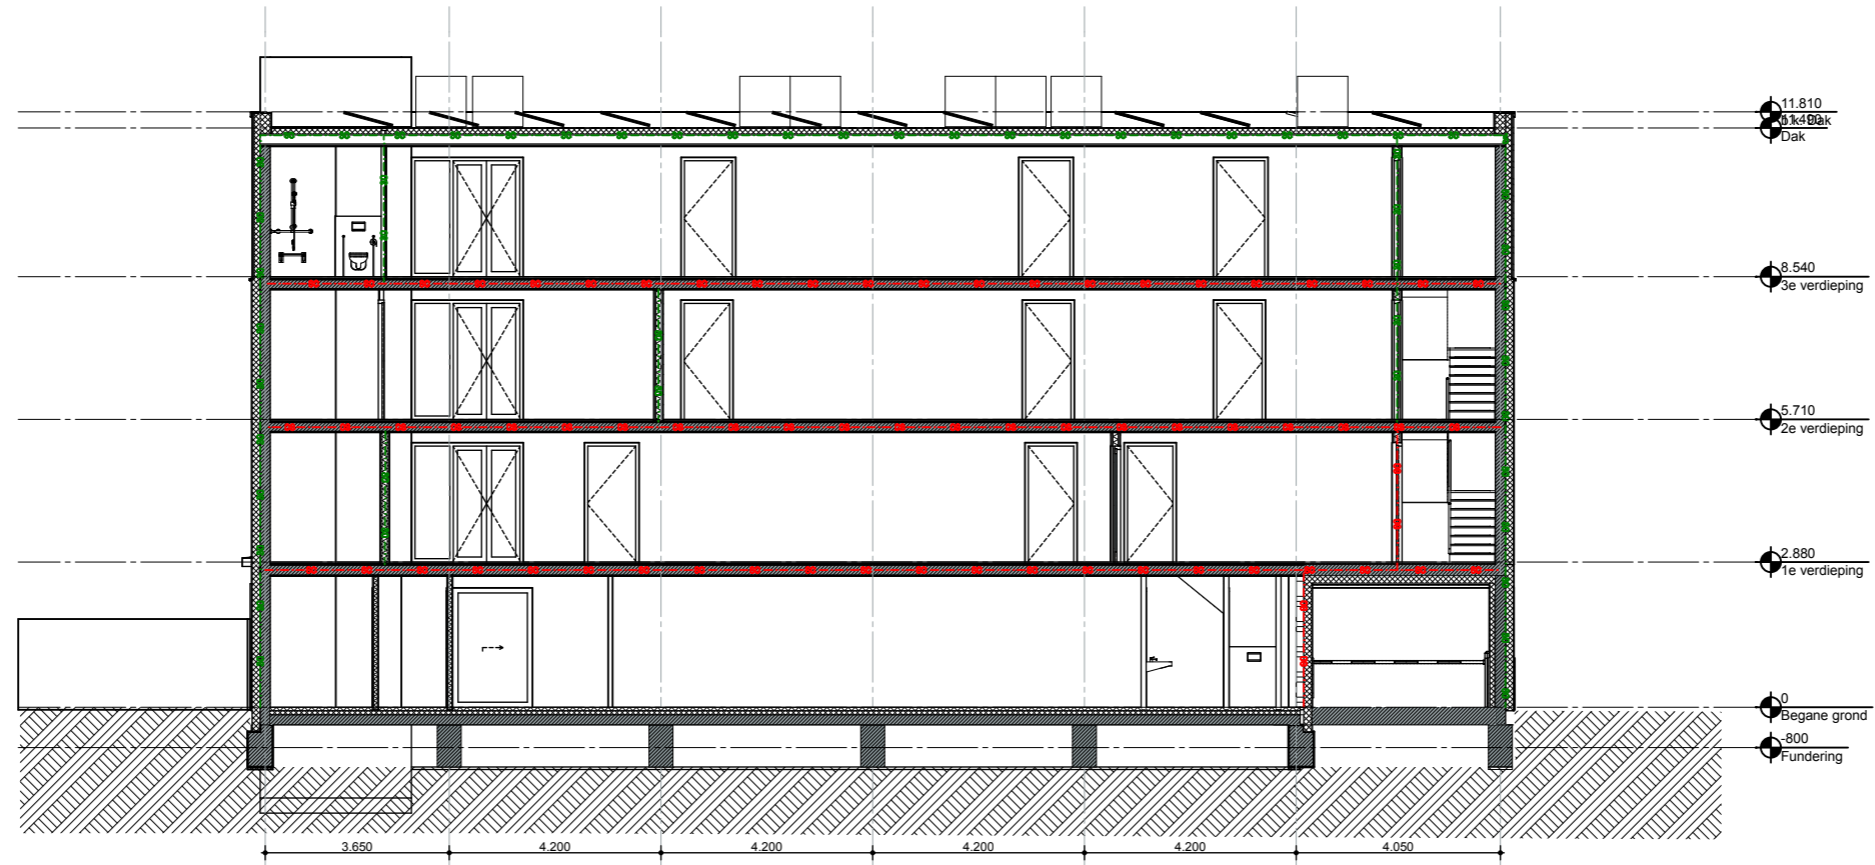 11.810
Dak
8.540
3e verdieping
5.710
2e verdieping
2.880
1e verdieping
0
Begane grond
-800
Fundering
3.650 4.200 4.200 4.200 4.200 4.050